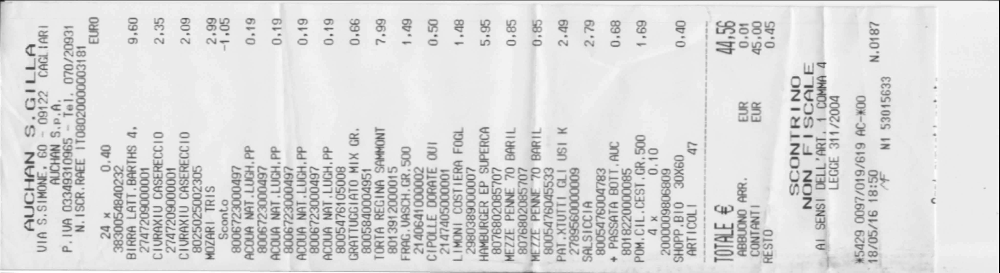 AUCHAN S.GILLA
VIA S.SIMONE, 60 - 09122 CAGLIARI
AUCHAN S.p.A.
P.IVA 03349310965 - Tel. 070/20931
N.ISCR.RAEE IT08020000003181
EURO
24 x 0,40
3830054840232
BIRRA LATT.BARTHS 4, 9,60
2747209000001
CIVRAXIU CASERECCIO 2,35
2747209000001
CIVRAXIU CASERECCIO 2,09
8025025002305
MOZARI TRIS 2,99
Sconto -1,05
8006723000497
ACQUA NAT.LUGH.PP 0,19
8006723000497
ACQUA NAT.LUGH.PP 0,19
8006723000497
ACQUA NAT.LUGH.PP 0,19
8006723000497
ACQUA NAT.LUGH.PP 0,19
8005476105008
GRATTUGGIATO MIX GR. 0,66
8005840004951
TORTA REGINA SAMMONT 7,99
8013912000015
FRAG.VASCH.GR.500 1,49
2140641000002
CIPOLLE DORATE QUI 0,50
2147405000001
LIMONI COSTIERA FOGL 1,48
2980389000007
HAMBURGER EP SUPERCA 5,95
8076802085707
MEZZE PENNE 70 BARIL 0,85
8076802085707
MEZZE PENNE 70 BARIL 0,85
8005476045533
PAT.XTUTTI GLI USI K 2,49
2789560000009
SALSICCIA 2,79
8005476004783
+ PASSATA BOTT.AUC 0,68
8018222000085
POM.CIL.CEST.GR.500 1,69
4 x 0,10
2000009806809
SHOPP.BIO 30X60 0,40
ARTICOLI 47
TOTALE € 44,56
ABBUONO ARR. EUR 0,01
CONTANTI EUR 45,00
RESTO 0,45
SCONTRINO
NON FISCALE
AI SENSI DELL'ART. 1 COMMA 4
LEGGE 311/2004
*5429 0097/019/619 AC-*00
18/05/16 18:50 N.0187
MF N1 53015633